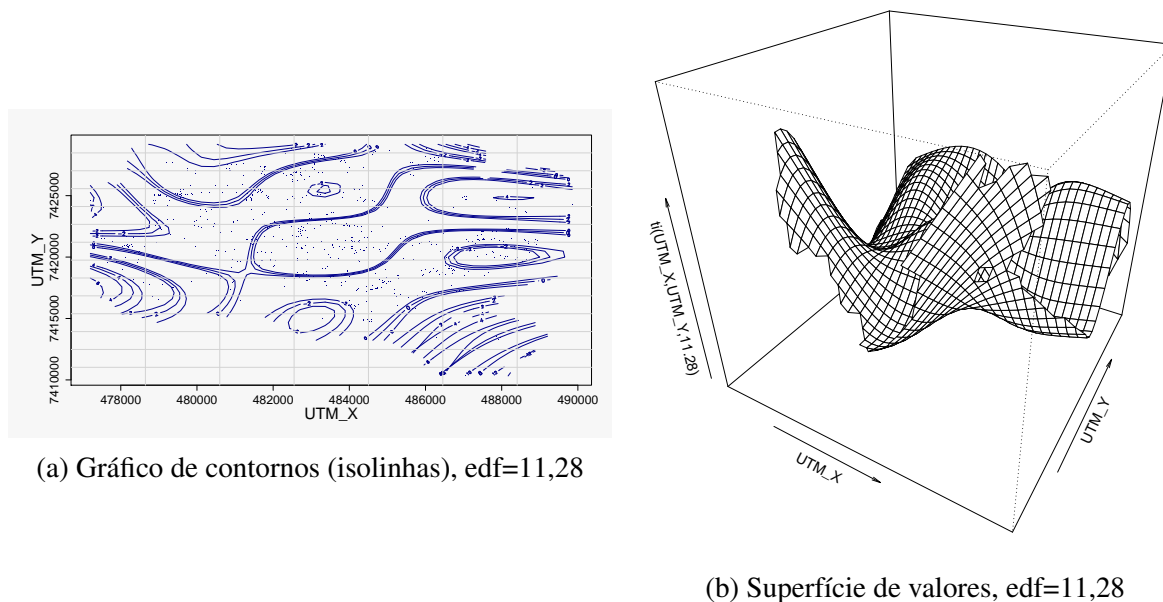 7425000
7420000
7415000
7410000
UTM_Y
478000 480000 482000 484000 486000 488000 490000
UTM_X
(a) Gráfico de contornos (isolinhas), edf=11,28
ti(UTM_X,UTM_Y,11.28)
UTM_X
UTM_Y
(b) Superfície de valores, edf=11,28